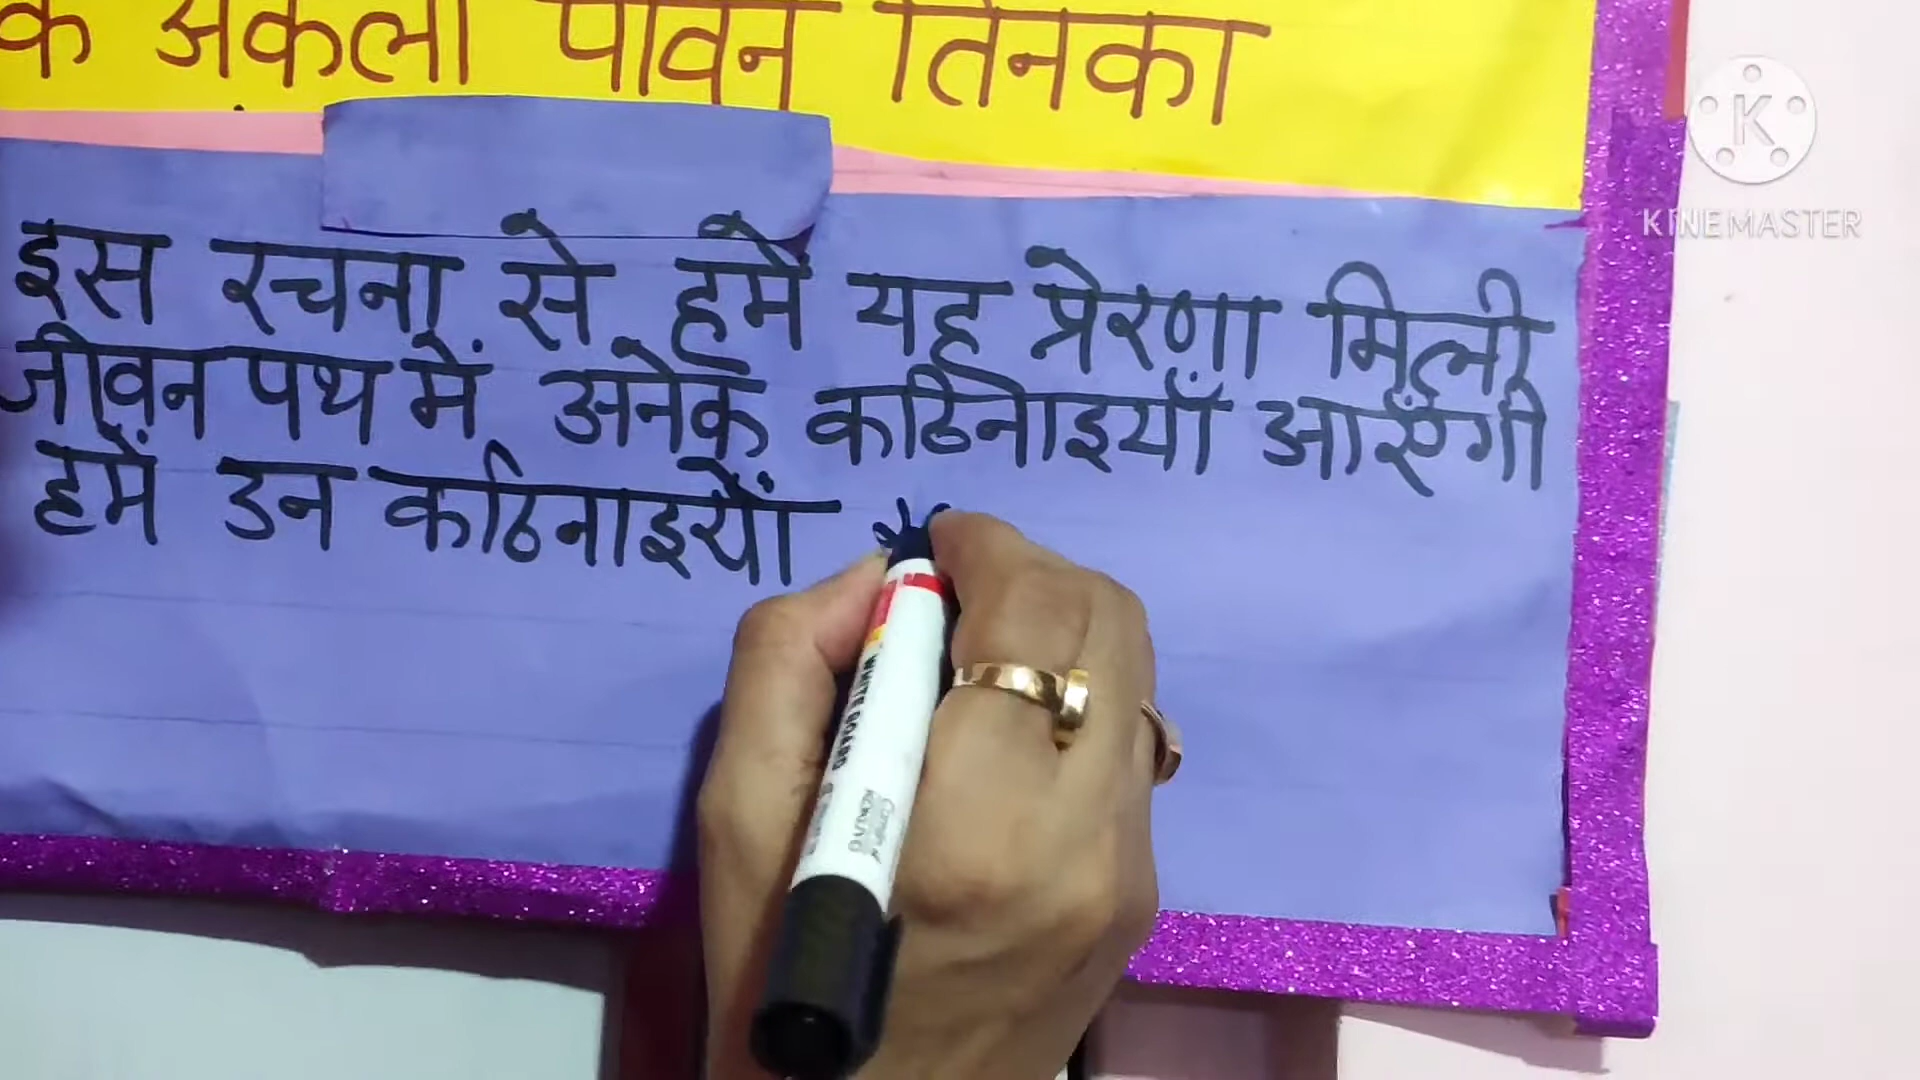 अकेला पावन तिनका
इस रचना से हमें यह प्रेरणा मिली
जीवन पथ में अनेक कठिनाइयाँ आएंगी
हमें उन कठिनाइयों
WHITEBOARD
KINEMASTER